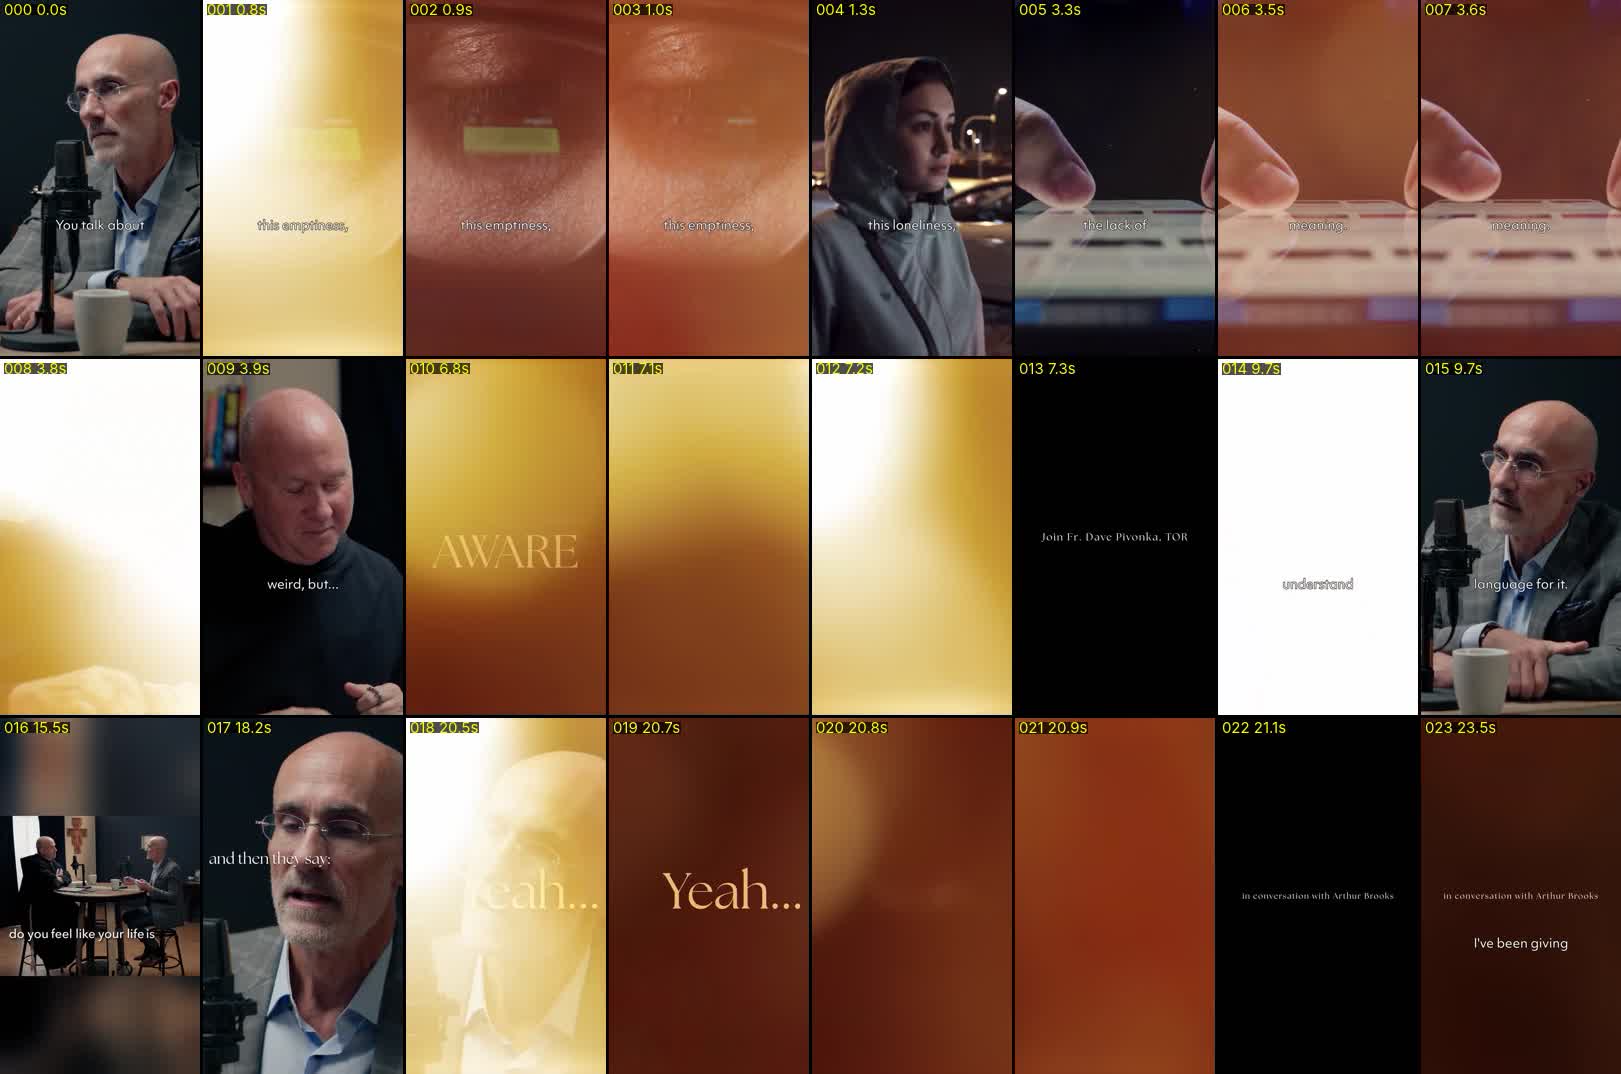 000 0.0s
You talk about
001 0.8s
this emptiness,
002 0.9s
this emptiness,
003 1.0s
this emptiness,
004 1.3s
this loneliness,
005 3.3s
the lack of
006 3.5s
meaning.
007 3.6s
meaning.
008 3.8s
009 3.9s
weird, but...
010 6.8s
AWARE
011 7.1s
012 7.2s
013 7.3s
Join Fr. Dave Pivonka, TOR
014 9.7s
understand
015 9.7s
language for it.
016 15.5s
do you feel like your life is
017 18.2s
and then they say:
018 20.5s
Yeah...
019 20.7s
Yeah...
020 20.8s
021 20.9s
022 21.1s
in conversation with Arthur Brooks
023 23.5s
in conversation with Arthur Brooks
I've been giving